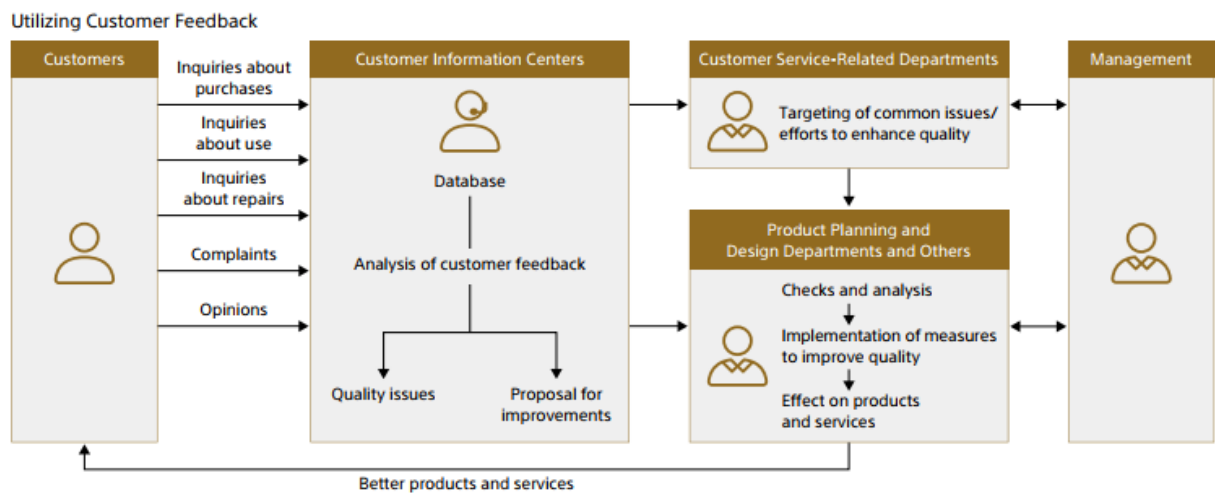 Utilizing Customer Feedback
Customers
Inquiries about
purchases
Inquiries
about use
Inquiries
about repairs
Complaints
Opinions
Customer Information Centers
Database
Analysis of customer feedback
Quality issues
Proposal for
improvements
Customer Service-Related Departments
Targeting of common issues/
efforts to enhance quality
Product Planning and
Design Departments and Others
Checks and analysis
Implementation of measures
to improve quality
Effect on products
and services
Management
Better products and services